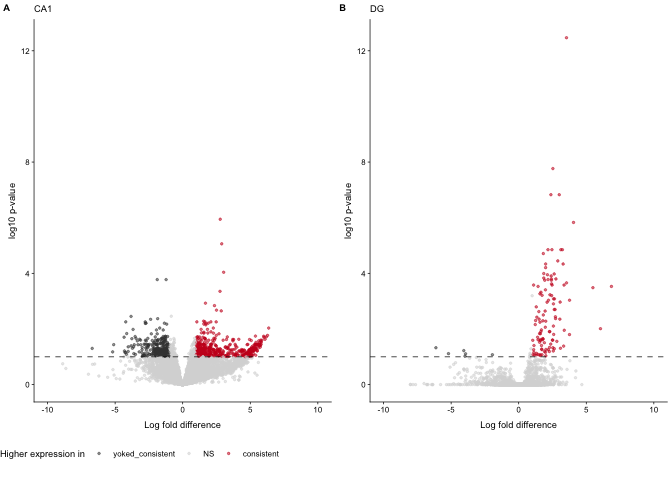 A CA1
B DG
12
8
4
0
log10 p-value
-10 -5 0 5 10
Log fold difference
12
8
4
0
log10 p-value
-10 -5 0 5 10
Log fold difference
Higher expression in yoked_consistent NS consistent